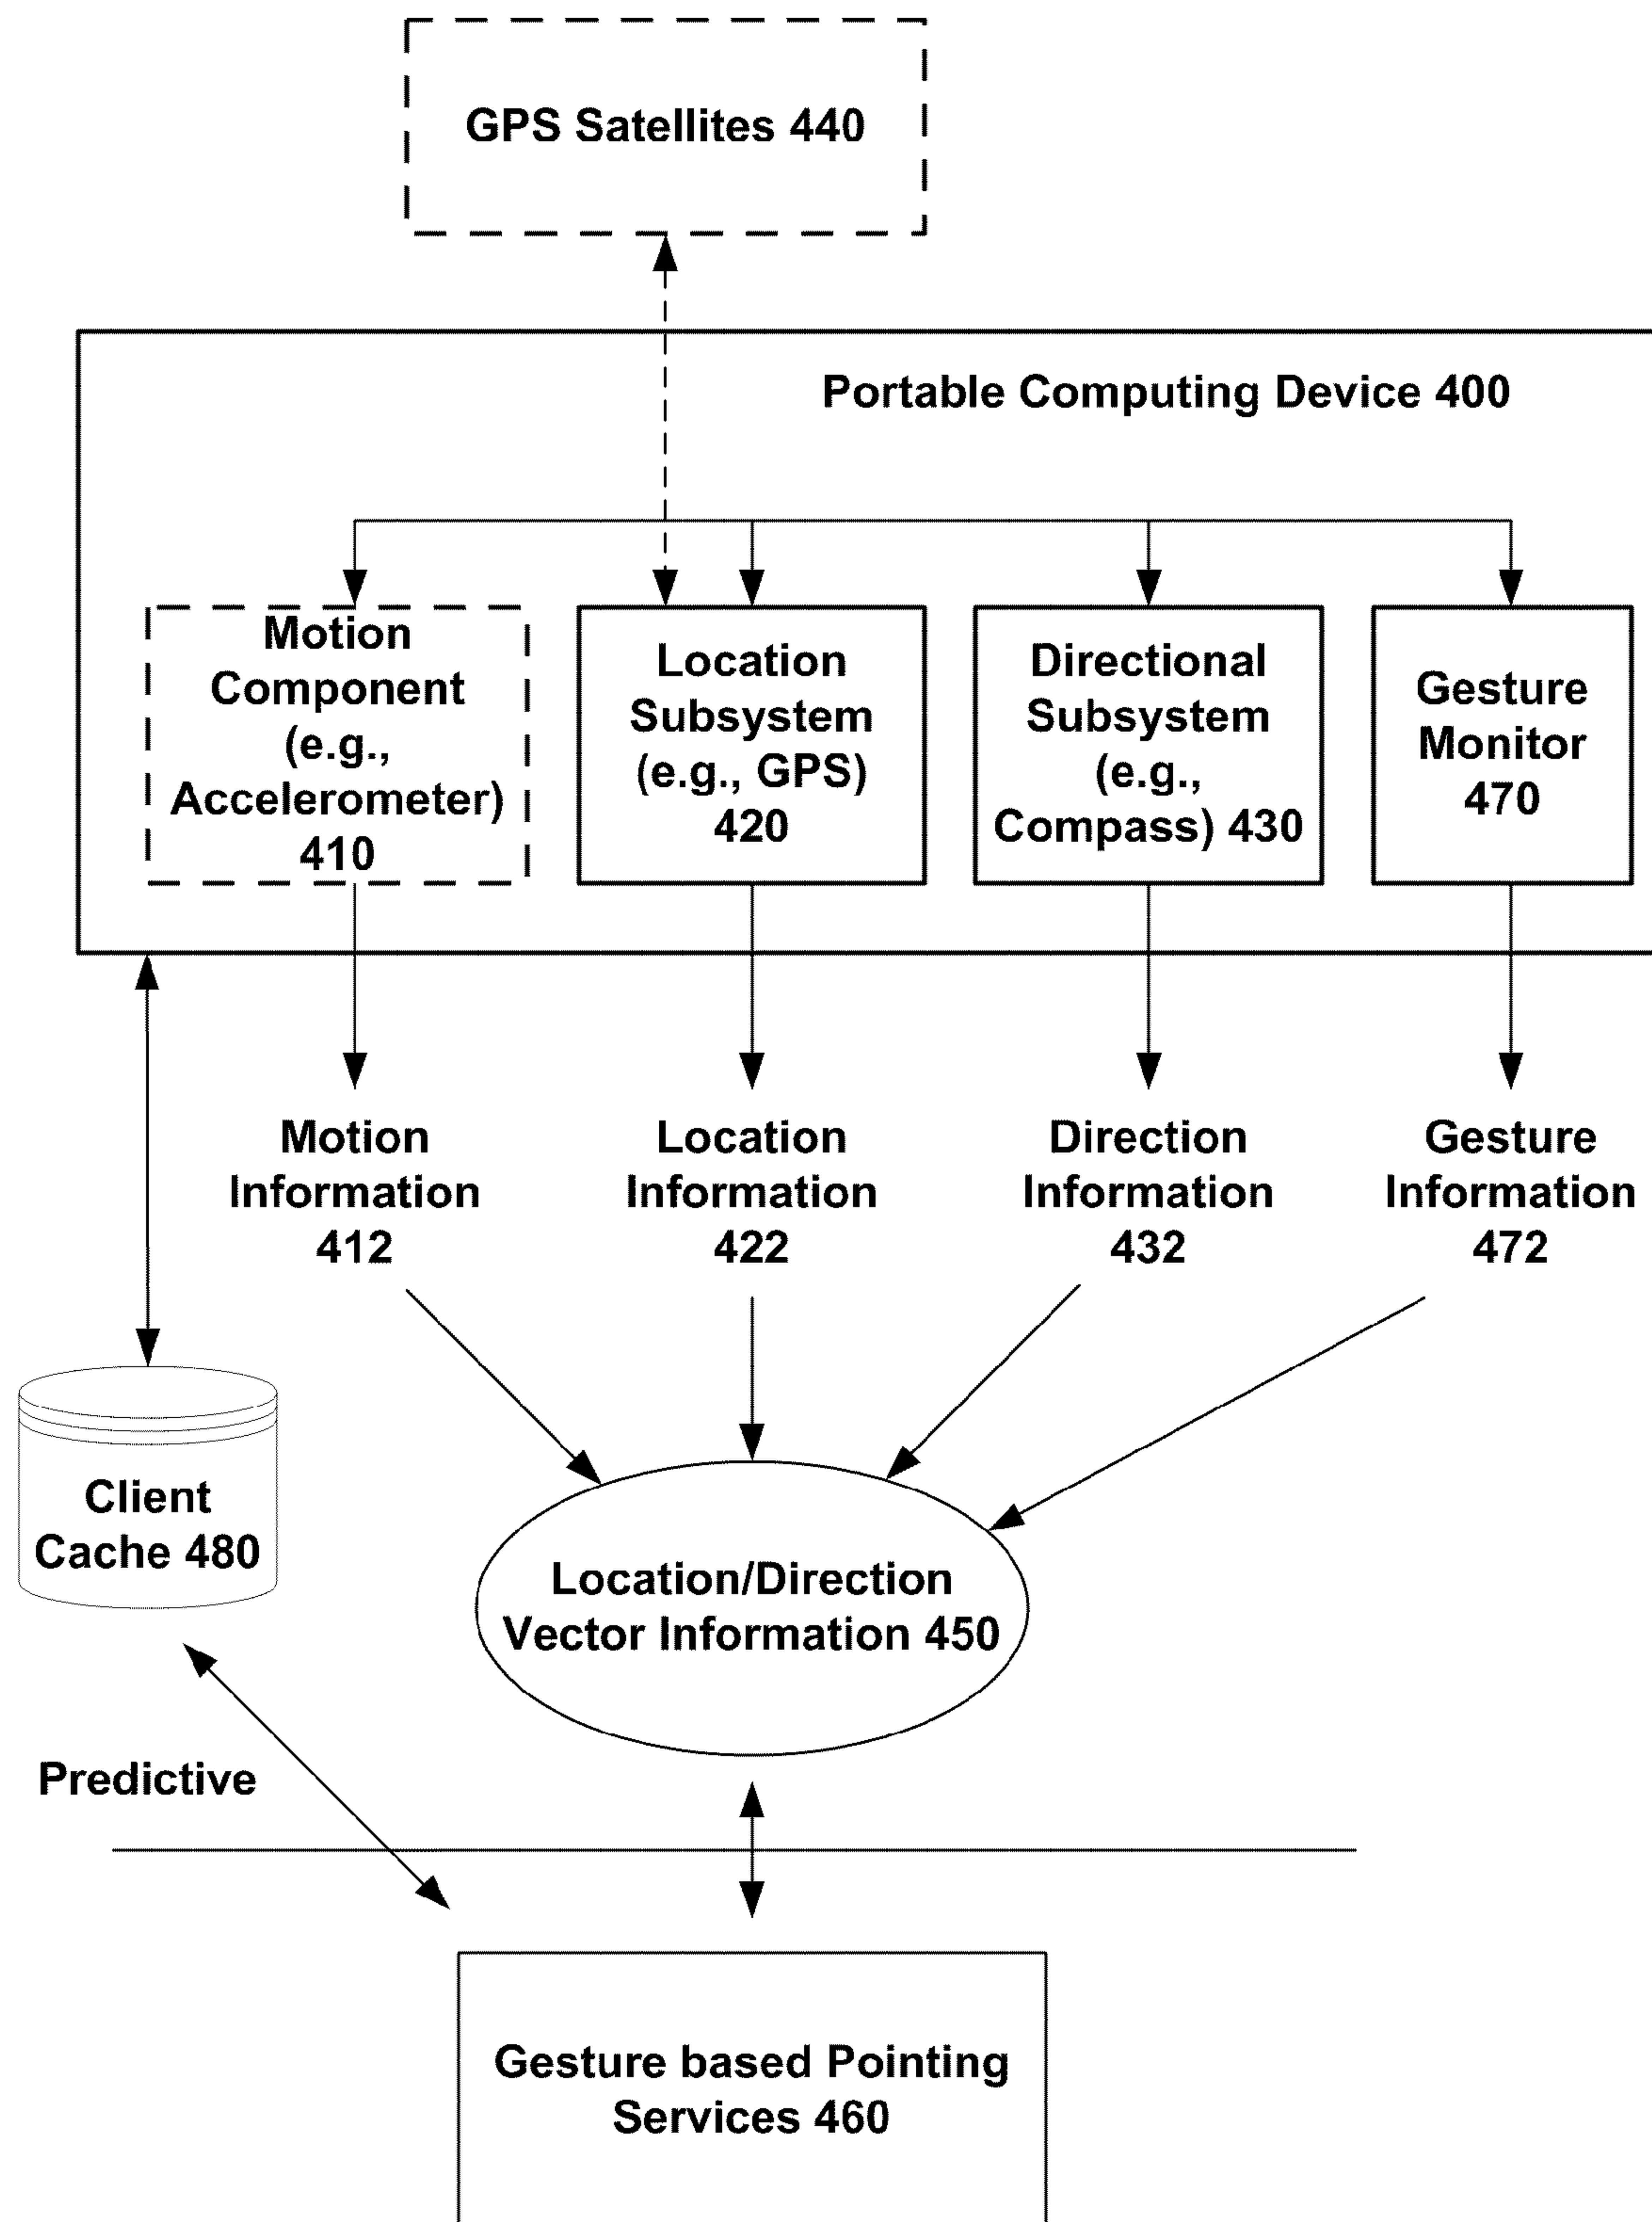 GPS Satellites 440
Portable Computing Device 400
Motion
Component
(e.g.,
Accelerometer)
410
Location
Subsystem
(e.g., GPS)
420
Directional
Subsystem
(e.g.,
Compass) 430
Gesture
Monitor
470
Motion
Information
412
Location
Information
422
Direction
Information
432
Gesture
Information
472
Client
Cache 480
Location/Direction
Vector Information 450
Predictive
Gesture based Pointing
Services 460